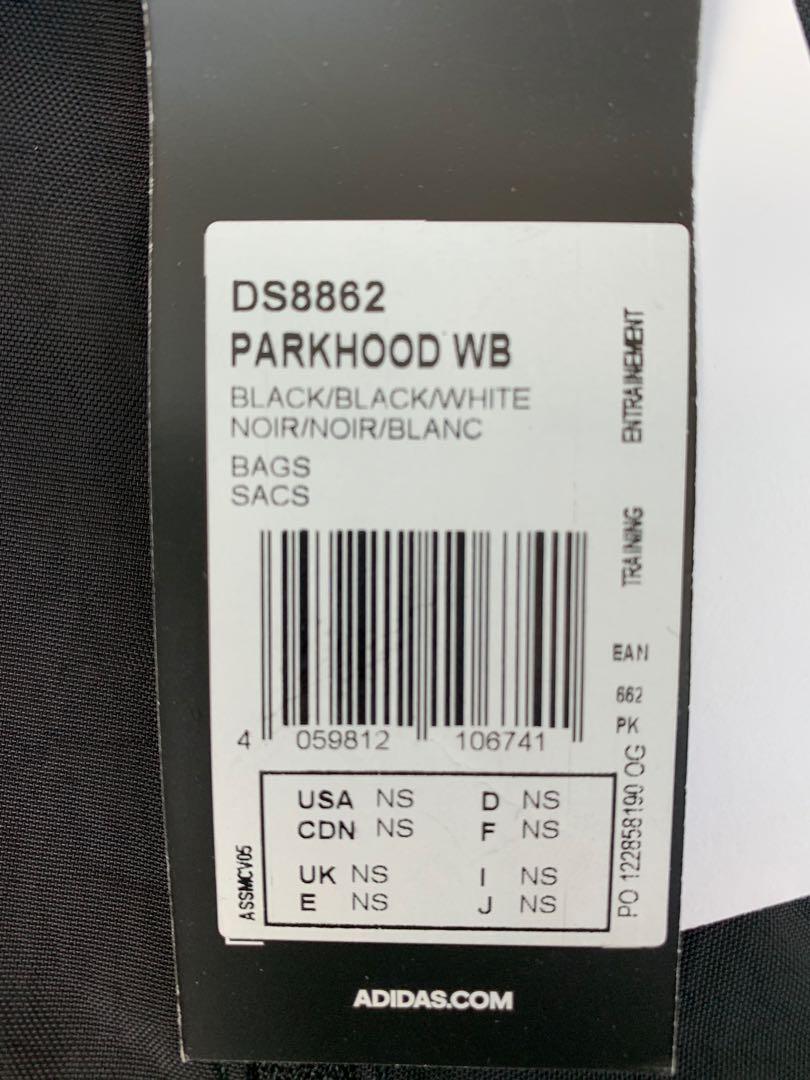 DS8862
PARKHOOD WB
BLACK/BLACK/WHITE
NOIR/NOIR/BLANC
BAGS
SACS
TRAINING ENTRAINEMENT
EAN
662
PK
4 059812 106741
USA NS D NS
CDN NS F NS
UK NS I NS
E NS J NS
ASSMCV05
PO 122858190 OG
ADIDAS.COM